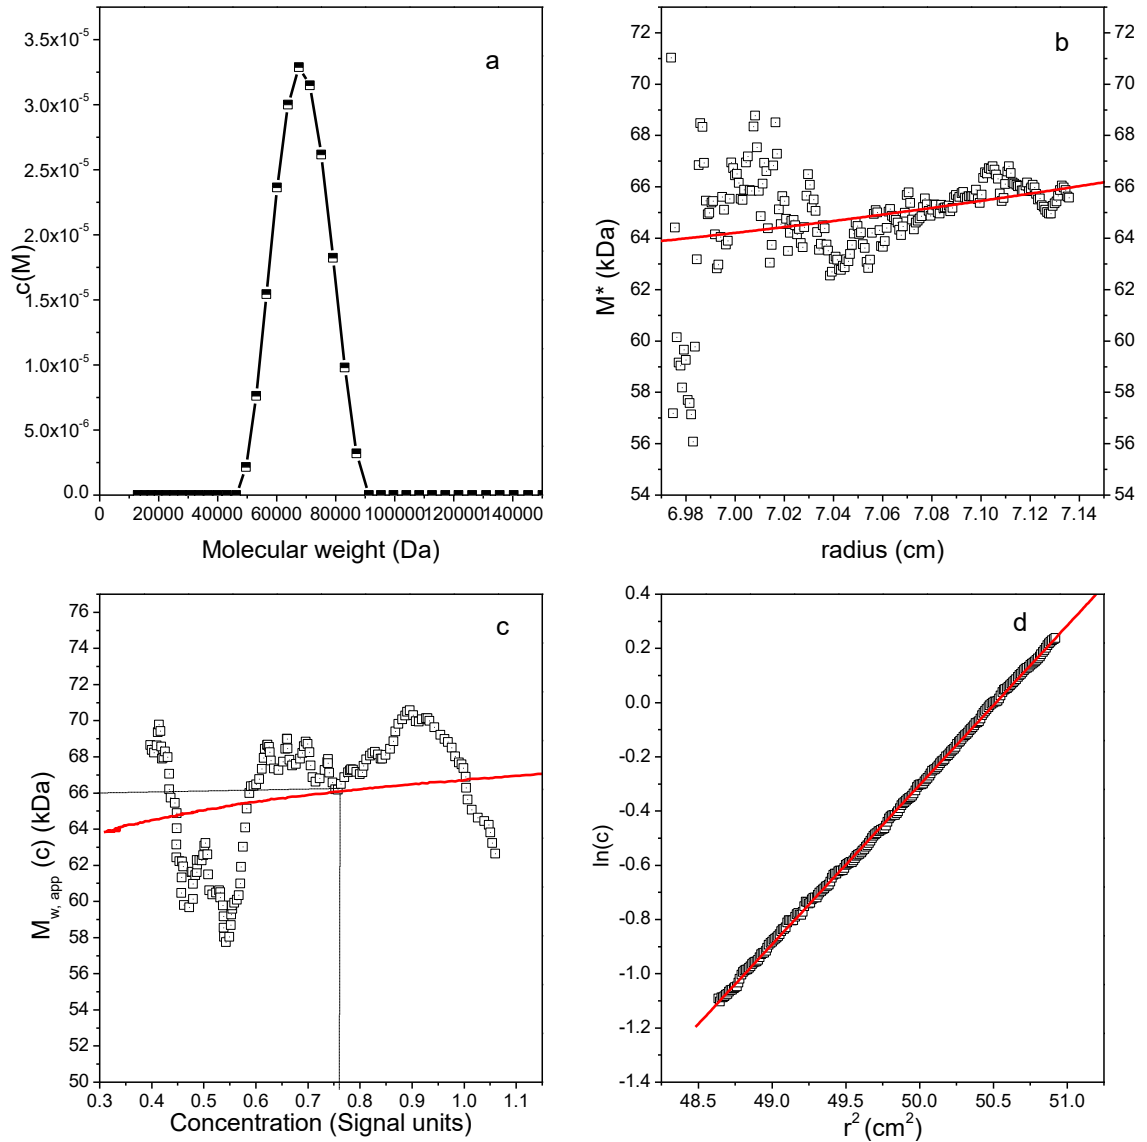 a
3.5x10⁻⁵
3.0x10⁻⁵
2.5x10⁻⁵
2.0x10⁻⁵
1.5x10⁻⁵
1.0x10⁻⁵
5.0x10⁻⁶
0.0
c(M)
0 20000 40000 60000 80000 100000 120000 140000
Molecular weight (Da)
b
72 72
70 70
68 68
66 66
64 64
62 62
60 60
58 58
56 56
54 54
M* (kDa)
6.98 7.00 7.02 7.04 7.06 7.08 7.10 7.12 7.14
radius (cm)
c
76
74
72
70
68
66
64
62
60
58
56
54
52
50
M_w, app (c) (kDa)
0.3 0.4 0.5 0.6 0.7 0.8 0.9 1.0 1.1
Concentration (Signal units)
d
0.4
0.2
0.0
-0.2
-0.4
-0.6
-0.8
-1.0
-1.2
-1.4
ln(c)
48.5 49.0 49.5 50.0 50.5 51.0
r² (cm²)